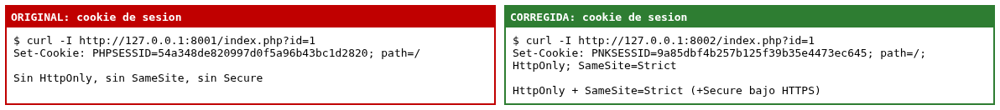 ORIGINAL: cookie de sesion
$ curl -I http://127.0.0.1:8001/index.php?id=1
Set-Cookie: PHPSESSID=54a348de820997d0f5a96b43bc1d2820; path=/
Sin HttpOnly, sin SameSite, sin Secure
CORREGIDA: cookie de sesion
$ curl -I http://127.0.0.1:8002/index.php?id=1
Set-Cookie: PNKSESSID=9a85dbf4b257b125f39b35e4473ec645; path=/;
HttpOnly; SameSite=Strict
HttpOnly + SameSite=Strict (+Secure bajo HTTPS)